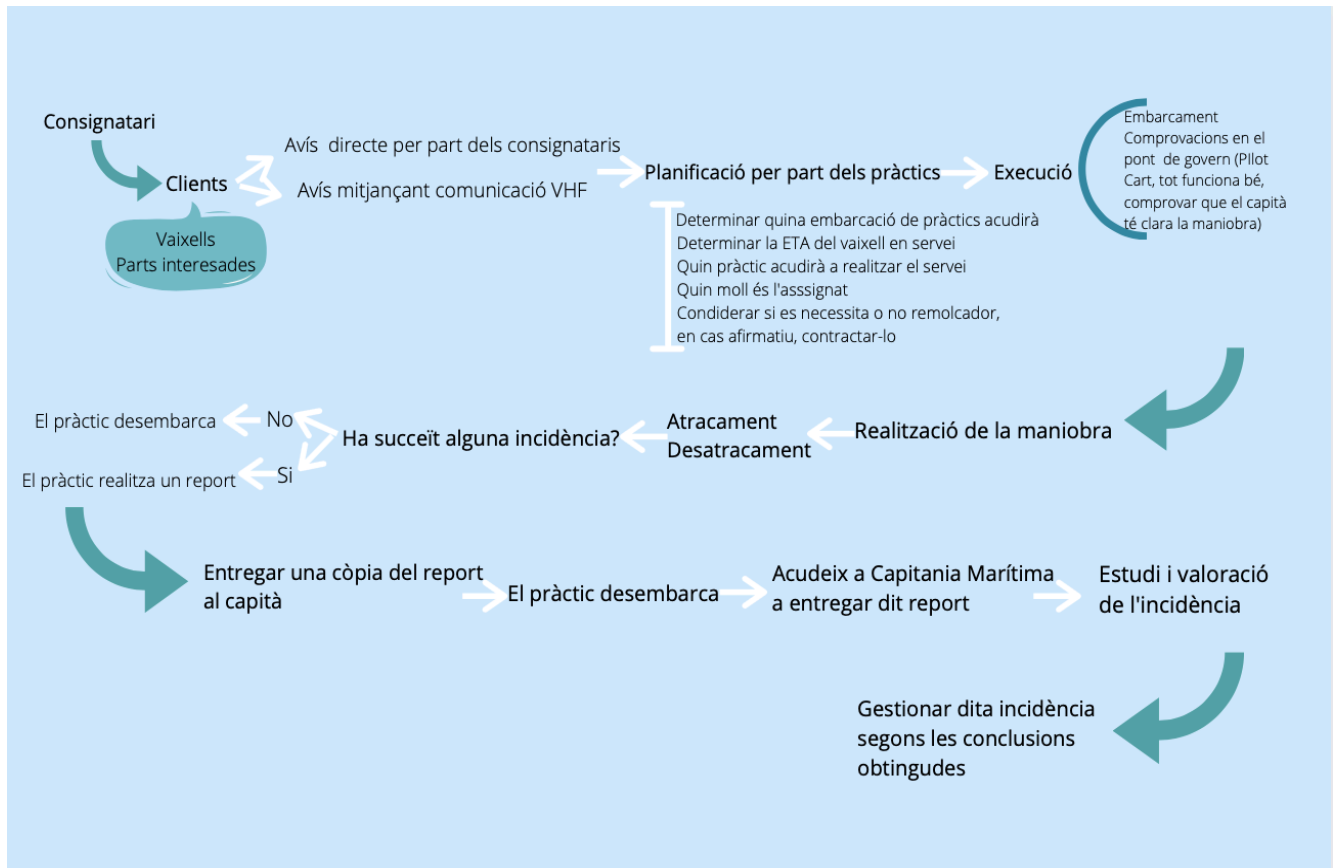 Consignatari
Clients
Vaixells
Parts interesades
Avís directe per part dels consignataris
Avís mitjançant comunicació VHF
Planificació per part dels pràctics
Determinar quina embarcació de pràctics acudirà
Determinar la ETA del vaixell en servei
Quin pràctic acudirà a realitzar el servei
Quin moll és l'asssignat
Condiderar si es necessita o no remolcador,
en cas afirmatiu, contractar-lo
Execució
Embarcament
Comprovacions en el
pont de govern (PIlot
Cart, tot funciona bé,
comprovar que el capità
té clara la maniobra)
Realització de la maniobra
Atracament
Desatracament
Ha succeït alguna incidència?
No
El pràctic desembarca
Si
El pràctic realitza un report
Entregar una còpia del report
al capità
El pràctic desembarca
Acudeix a Capitania Marítima
a entregar dit report
Estudi i valoració
de l'incidència
Gestionar dita incidència
segons les conclusions
obtingudes